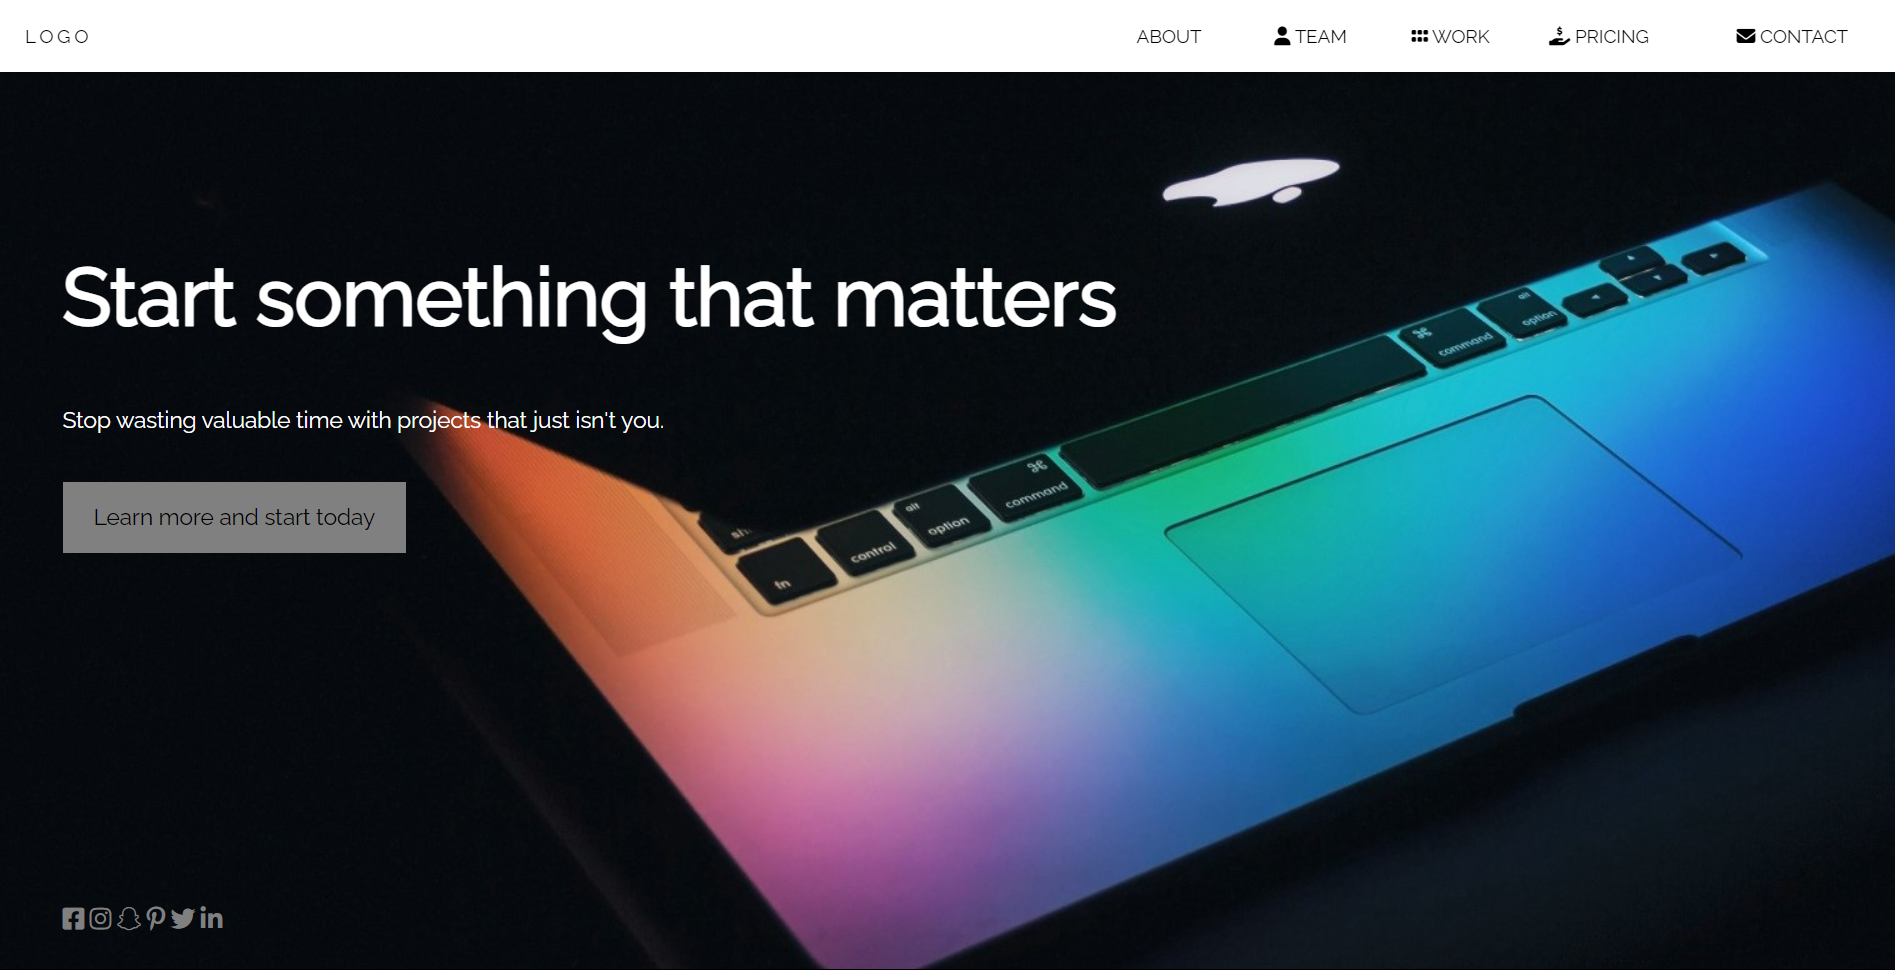 LOGO
ABOUT TEAM WORK PRICING CONTACT
Start something that matters
Stop wasting valuable time with projects that just isn't you.
Learn more and start today
alt
option
⌘
command
⌘
command
alt
option
control
fn